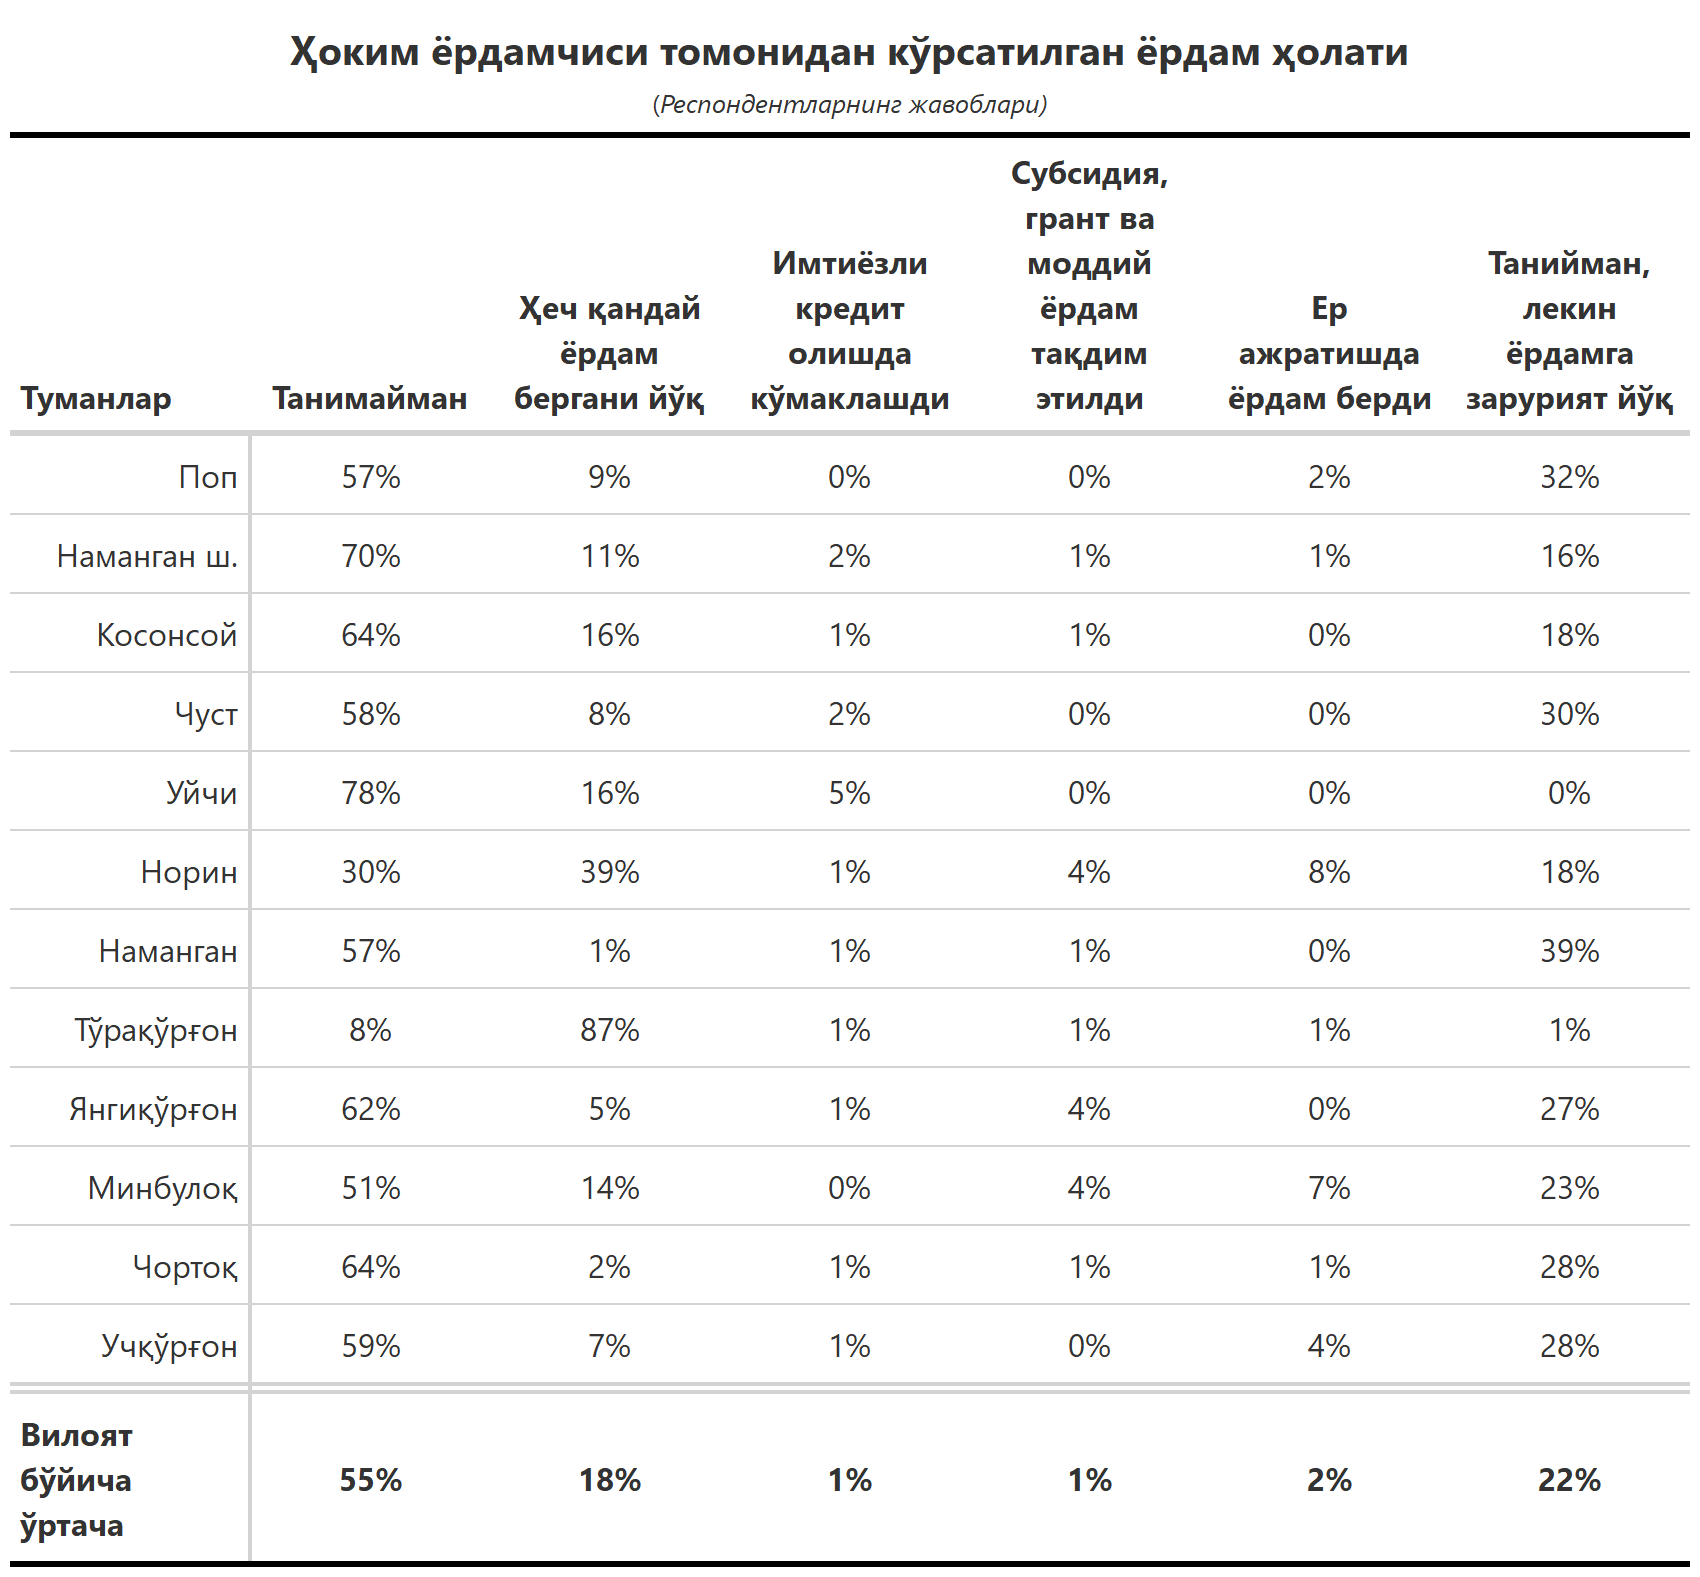 Ҳоким ёрдамчиси томонидан кўрсатилган ёрдам ҳолати
(Респондентларнинг жавоблари)
Туманлар Танимайман Ҳеч қандай ёрдам бергани йўқ Имтиёзли кредит олишда кўмаклашди Субсидия, грант ва моддий ёрдам тақдим этилди Ер ажратишда ёрдам берди Танийман, лекин ёрдамга зарурият йўқ
Поп 57% 9% 0% 0% 2% 32%
Наманган ш. 70% 11% 2% 1% 1% 16%
Косонсой 64% 16% 1% 1% 0% 18%
Чуст 58% 8% 2% 0% 0% 30%
Уйчи 78% 16% 5% 0% 0% 0%
Норин 30% 39% 1% 4% 8% 18%
Наманган 57% 1% 1% 1% 0% 39%
Тўрақўрғон 8% 87% 1% 1% 1% 1%
Янгиқўрғон 62% 5% 1% 4% 0% 27%
Минбулоқ 51% 14% 0% 4% 7% 23%
Чортоқ 64% 2% 1% 1% 1% 28%
Учқўрғон 59% 7% 1% 0% 4% 28%
Вилоят бўйича ўртача 55% 18% 1% 1% 2% 22%